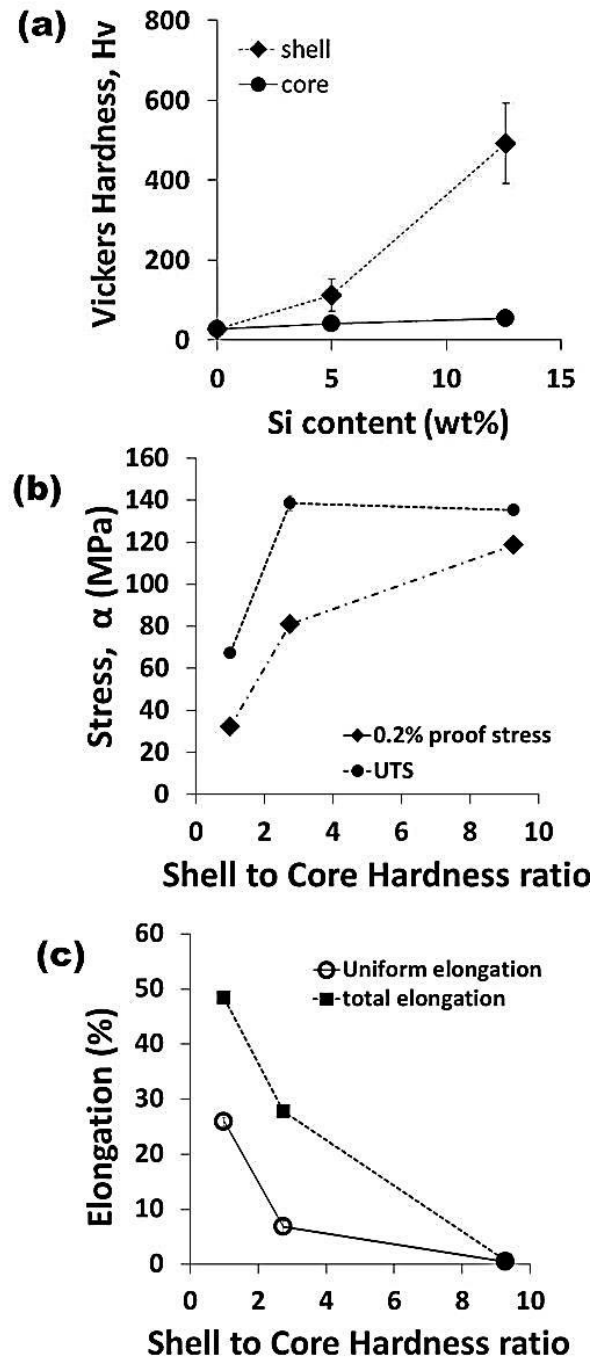 (a)
Vickers Hardness, Hv
800
600
400
200
0
shell
core
0 5 10 15
Si content (wt%)
(b)
Stress, α (MPa)
160
140
120
100
80
60
40
20
0
0.2% proof stress
UTS
0 2 4 6 8 10
Shell to Core Hardness ratio
(c)
Elongation (%)
60
50
40
30
20
10
0
Uniform elongation
total elongation
0 2 4 6 8 10
Shell to Core Hardness ratio